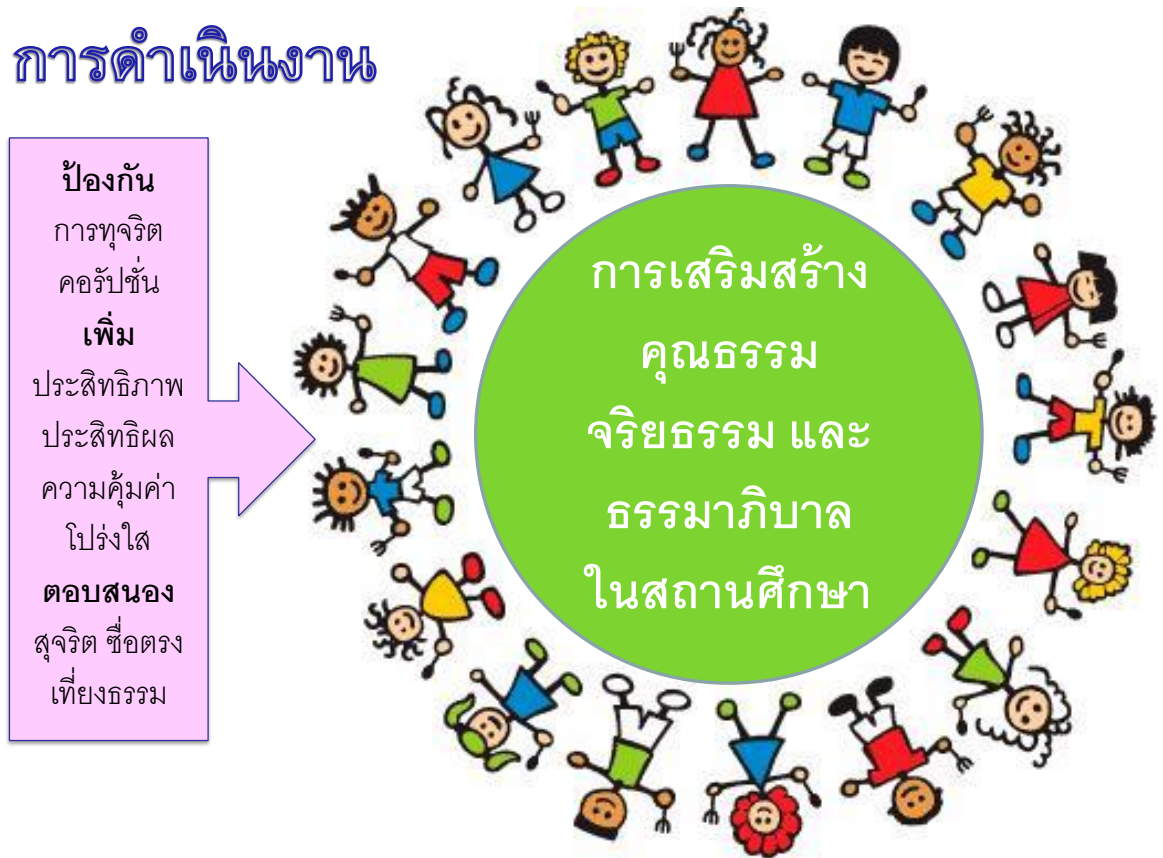 การดำเนินงาน
ป้องกัน
การทุจริต
คอรัปชั่น
เพิ่ม
ประสิทธิภาพ
ประสิทธิผล
ความคุ้มค่า
โปร่งใส
ตอบสนอง
สุจริต ซื่อตรง
เที่ยงธรรม
การเสริมสร้าง
คุณธรรม
จริยธรรม และ
ธรรมาภิบาล
ในสถานศึกษา